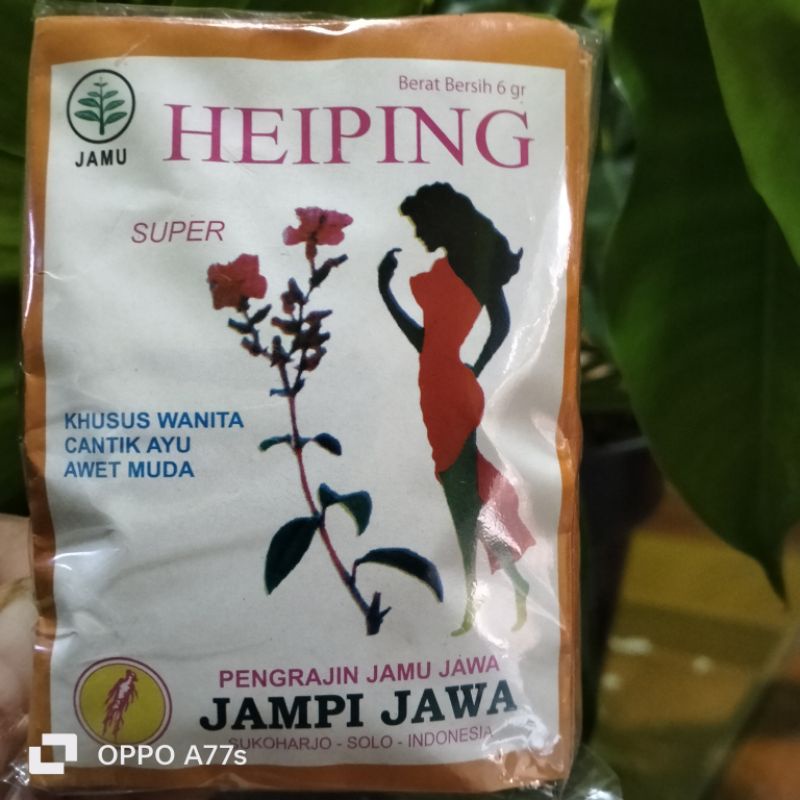 Berat Bersih 6 gr
HEIPING
JAMU
SUPER
KHUSUS WANITA
CANTIK AYU
AWET MUDA
PENGRAJIN JAMU JAWA
JAMPI JAWA
SUKOHARJO - SOLO - INDONESIA
OPPO A77s